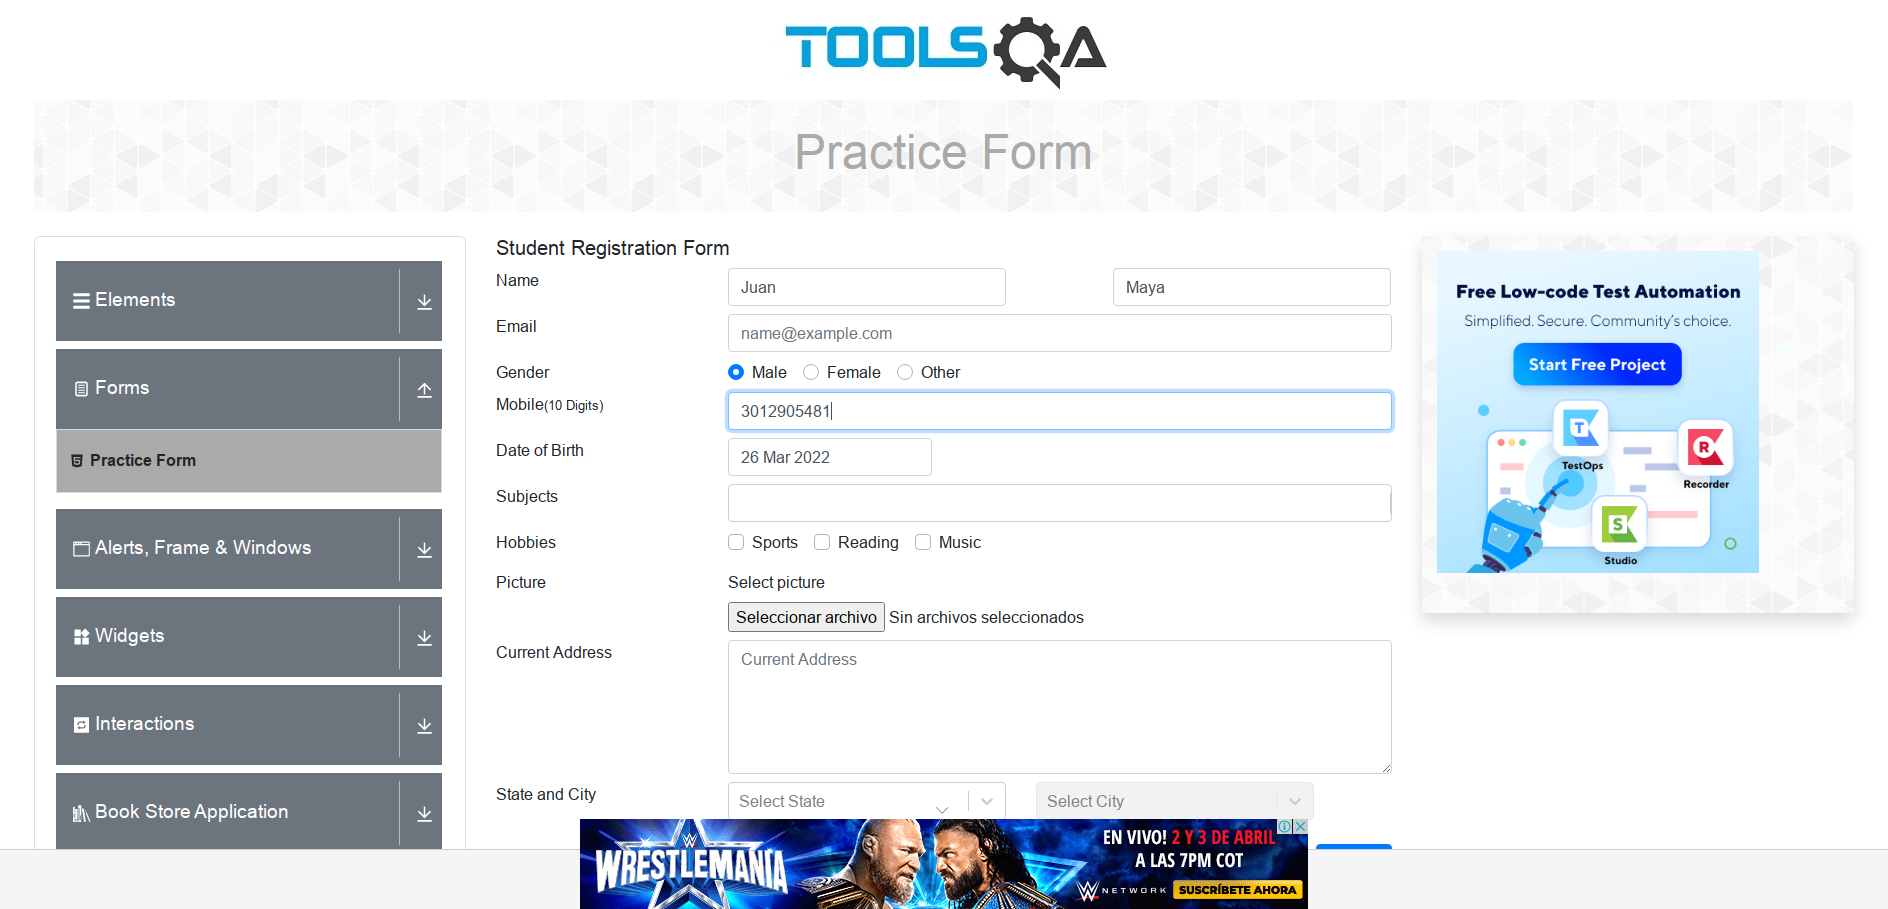 TOOLSQA
Practice Form
Elements
Forms
Practice Form
Alerts, Frame & Windows
Widgets
Interactions
Book Store Application
Student Registration Form
Name
Juan
Maya
Email
name@example.com
Gender
Male
Female
Other
Mobile(10 Digits)
3012905481
Date of Birth
26 Mar 2022
Subjects
Hobbies
Sports
Reading
Music
Picture
Select picture
Seleccionar archivo
Sin archivos seleccionados
Current Address
Current Address
State and City
Select State
Select City
Free Low-code Test Automation
Simplified. Secure. Community's choice.
Start Free Project
T
TestOps
R
Recorder
S
Studio
W
WRESTLEMANIA
EN VIVO! 2 Y 3 DE ABRIL
A LAS 7PM COT
W NETWORK
SUSCRÍBETE AHORA